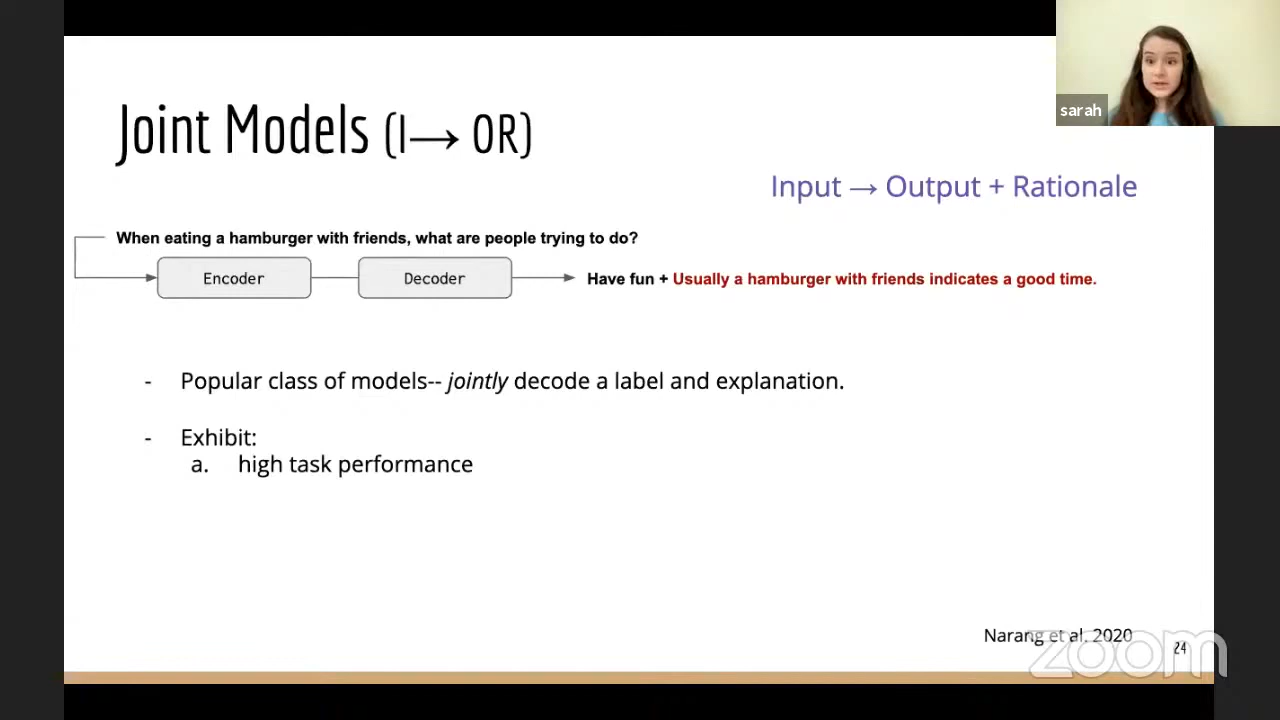 sarah
Joint Models (I→ OR)
Input → Output + Rationale
When eating a hamburger with friends, what are people trying to do?
Encoder
Decoder
Have fun + Usually a hamburger with friends indicates a good time.
- Popular class of models-- jointly decode a label and explanation.
- Exhibit:
a. high task performance
Narang et al. 2020
24
zoom